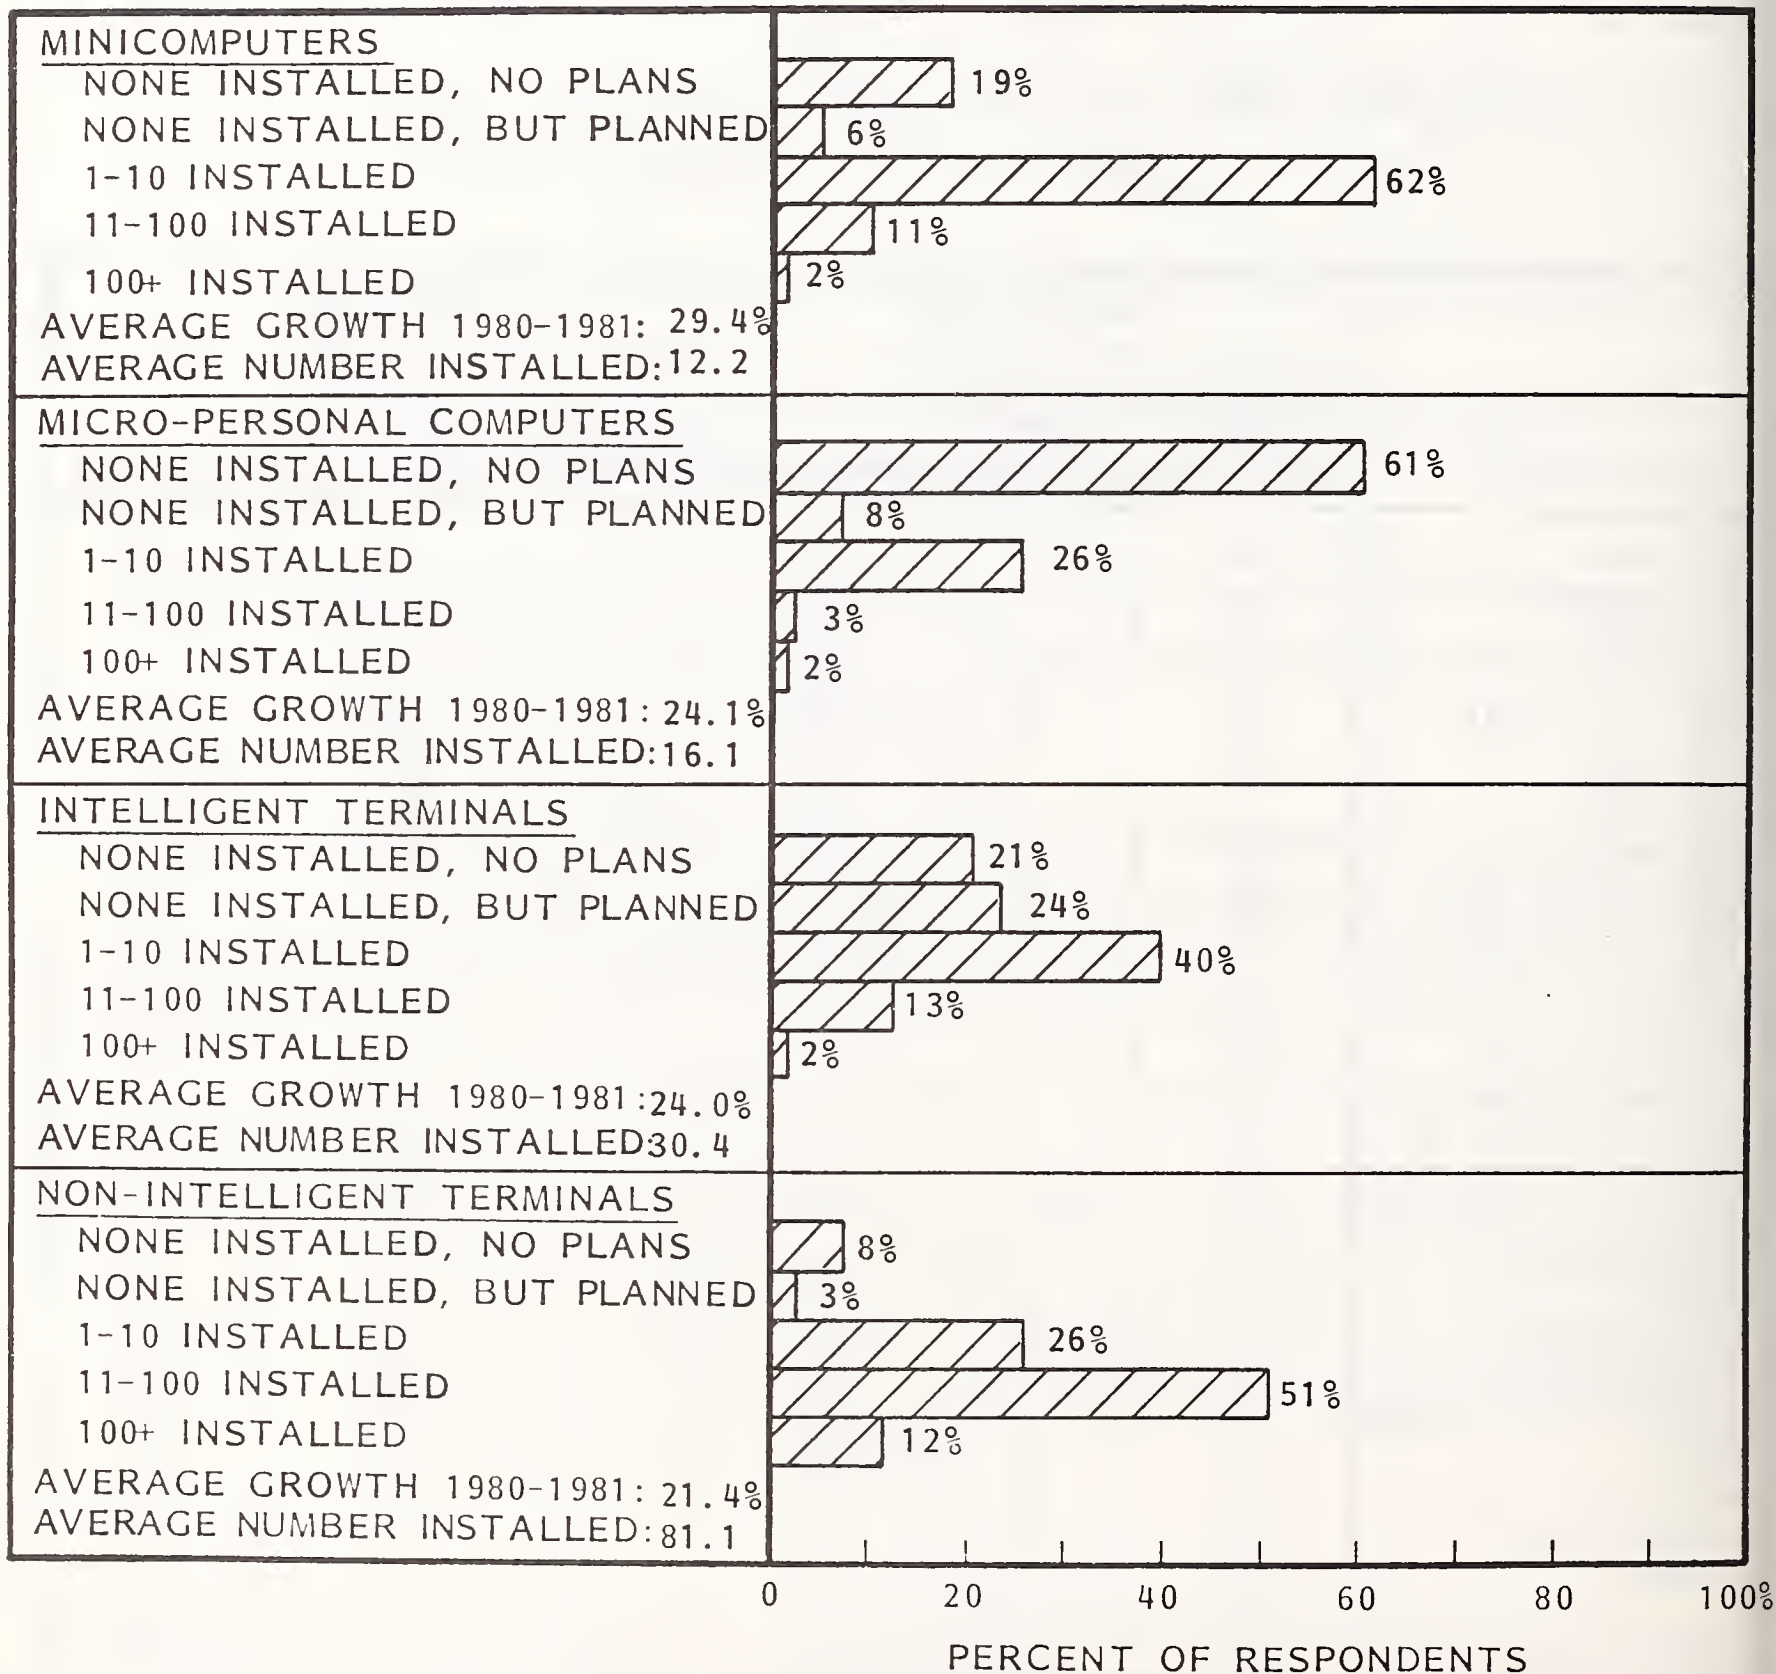 MINICOMPUTERS
NONE INSTALLED, NO PLANS 19%
NONE INSTALLED, BUT PLANNED 6%
1-10 INSTALLED 62%
11-100 INSTALLED 11%
100+ INSTALLED 2%
AVERAGE GROWTH 1980-1981: 29.4%
AVERAGE NUMBER INSTALLED: 12.2
MICRO-PERSONAL COMPUTERS
NONE INSTALLED, NO PLANS 61%
NONE INSTALLED, BUT PLANNED 8%
1-10 INSTALLED 26%
11-100 INSTALLED 3%
100+ INSTALLED 2%
AVERAGE GROWTH 1980-1981: 24.1%
AVERAGE NUMBER INSTALLED: 16.1
INTELLIGENT TERMINALS
NONE INSTALLED, NO PLANS 21%
NONE INSTALLED, BUT PLANNED 24%
1-10 INSTALLED 40%
11-100 INSTALLED 13%
100+ INSTALLED 2%
AVERAGE GROWTH 1980-1981: 24.0%
AVERAGE NUMBER INSTALLED: 30.4
NON-INTELLIGENT TERMINALS
NONE INSTALLED, NO PLANS 8%
NONE INSTALLED, BUT PLANNED 3%
1-10 INSTALLED 26%
11-100 INSTALLED 51%
100+ INSTALLED 12%
AVERAGE GROWTH 1980-1981: 21.4%
AVERAGE NUMBER INSTALLED: 81.1
0 20 40 60 80 100%
PERCENT OF RESPONDENTS